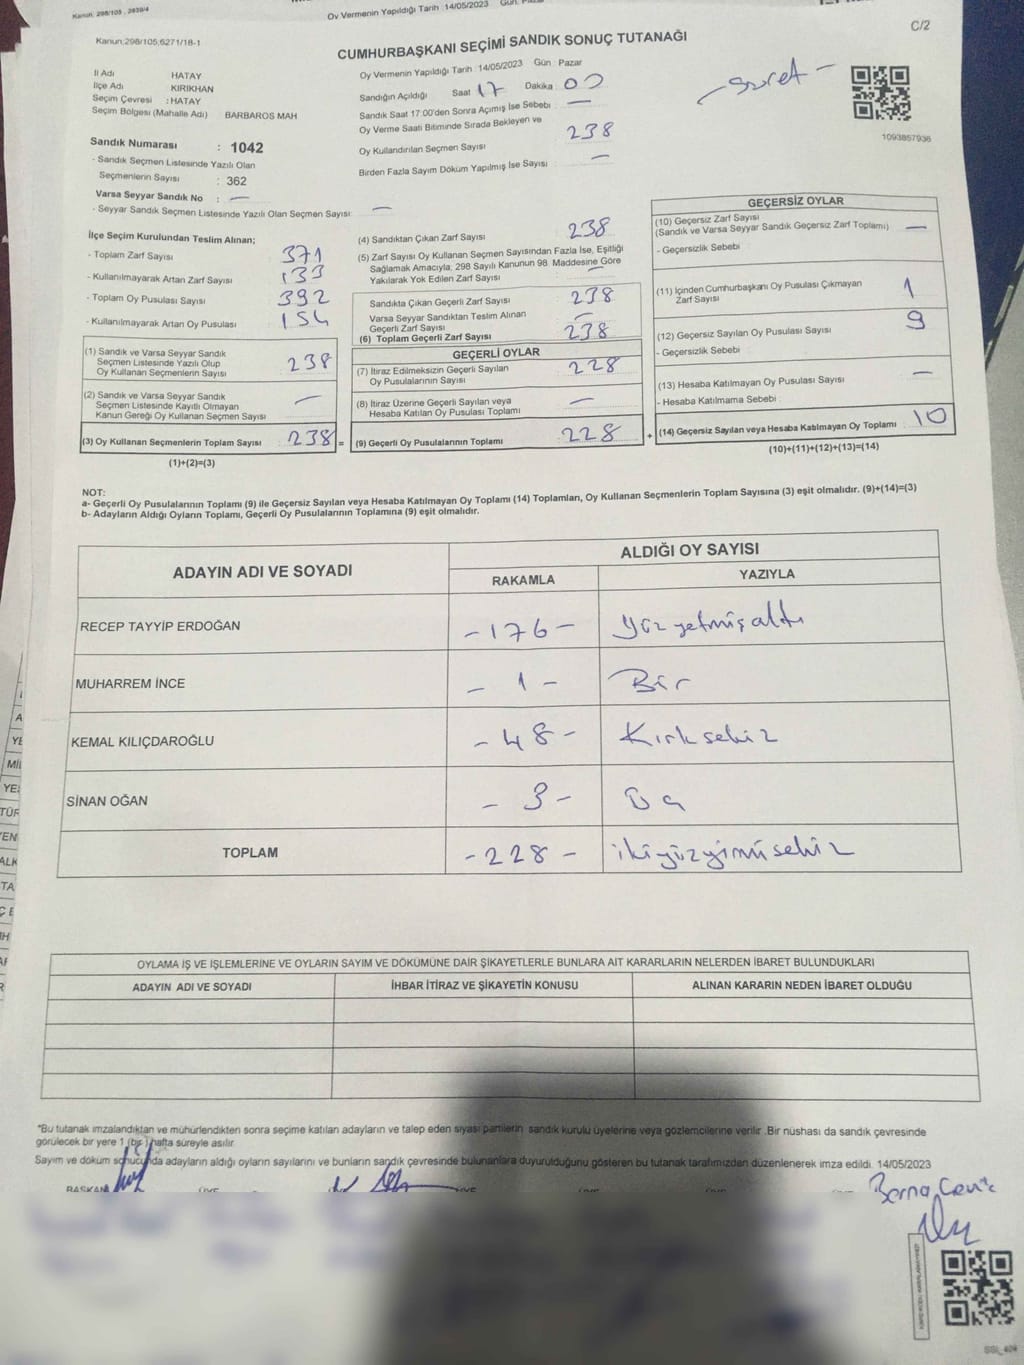 Kanun: 298/105 , 2839/4
Oy Vermenin Yapıldığı Tarih :14/05/2023 Gün: Pazar
C/2
Kanun:298/105;6271/18-1
CUMHURBAŞKANI SEÇİMİ SANDIK SONUÇ TUTANAĞI
İl Adı HATAY
İlçe Adı KIRIKHAN
Seçim Çevresi : HATAY
Seçim Bölgesi (Mahalle Adı) BARBAROS MAH
Oy Vermenin Yapıldığı Tarih : 14/05/2023 Gün : Pazar
Sandığın Açıldığı Saat 17 Dakika : 00
Sandık Saat 17:00'den Sonra Açımış İse Sebebi : —
Oy Verme Saati Bitiminde Sırada Bekleyen ve
Oy Kullandırılan Seçmen Sayısı 238
Birden Fazla Sayım Döküm Yapılmış İse Sayısı —
- Suret -
1093857936
Sandık Numarası : 1042
- Sandık Seçmen Listesinde Yazılı Olan
Seçmenlerin Sayısı : 362
Varsa Seyyar Sandık No : —
- Seyyar Sandık Seçmen Listesinde Yazılı Olan Seçmen Sayısı: —
İlçe Seçim Kurulundan Teslim Alınan;
- Toplam Zarf Sayısı 371
- Kullanılmayarak Artan Zarf Sayısı 133
- Toplam Oy Pusulası Sayısı 392
- Kullanılmayarak Artan Oy Pusulası 154
(1) Sandık ve Varsa Seyyar Sandık
Seçmen Listesinde Yazılı Olup
Oy Kullanan Seçmenlerin Sayısı 238
(2) Sandık ve Varsa Seyyar Sandık
Seçmen Listesinde Kayıtlı Olmayan
Kanun Gereği Oy Kullanan Seçmen Sayısı —
(3) Oy Kullanan Seçmenlerin Toplam Sayısı 238 =
(1)+(2)=(3)
(4) Sandıktan Çıkan Zarf Sayısı 238
(5) Zarf Sayısı Oy Kullanan Seçmen Sayısından Fazla İse, Eşitliği
Sağlamak Amacıyla, 298 Sayılı Kanunun 98. Maddesine Göre
Yakılarak Yok Edilen Zarf Sayısı —
Sandıkta Çıkan Geçerli Zarf Sayısı 238
Varsa Seyyar Sandıktan Teslim Alınan
Geçerli Zarf Sayısı —
(6) Toplam Geçerli Zarf Sayısı 238
GEÇERLİ OYLAR
(7) İtiraz Edilmeksizin Geçerli Sayılan
Oy Pusulalarının Sayısı 228
(8) İtiraz Üzerine Geçerli Sayılan veya
Hesaba Katılan Oy Pusulası Toplamı —
(9) Geçerli Oy Pusulalarının Toplamı 228 +
GEÇERSİZ OYLAR
(10) Geçersiz Zarf Sayısı
(Sandık ve Varsa Seyyar Sandık Geçersiz Zarf Toplamı) —
- Geçersizlik Sebebi :
(11) İçinden Cumhurbaşkanı Oy Pusulası Çıkmayan
Zarf Sayısı 1
(12) Geçersiz Sayılan Oy Pusulası Sayısı 9
- Geçersizlik Sebebi
(13) Hesaba Katılmayan Oy Pusulası Sayısı —
- Hesaba Katılmama Sebebi :
(14) Geçersiz Sayılan veya Hesaba Katılmayan Oy Toplamı 10
(10)+(11)+(12)+(13)=(14)
NOT:
a- Geçerli Oy Pusulalarının Toplamı (9) ile Geçersiz Sayılan veya Hesaba Katılmayan Oy Toplamı (14) Toplamları, Oy Kullanan Seçmenlerin Toplam Sayısına (3) eşit olmalıdır. (9)+(14)=(3)
b- Adayların Aldığı Oyların Toplamı, Geçerli Oy Pusulalarının Toplamına (9) eşit olmalıdır.
ADAYIN ADI VE SOYADI
ALDIĞI OY SAYISI
RAKAMLA YAZIYLA
RECEP TAYYİP ERDOĞAN -176- Yüz yetmiş altı
MUHARREM İNCE - 1 - Bir
KEMAL KILIÇDAROĞLU - 48 - Kırksekiz
SİNAN OĞAN - 3 - Üç
TOPLAM - 228 - ikiyüzyirmisekiz
OYLAMA İŞ VE İŞLEMLERİNE VE OYLARIN SAYIM VE DÖKÜMÜNE DAİR ŞİKAYETLERLE BUNLARA AİT KARARLARIN NELERDEN İBARET BULUNDUKLARI
ADAYIN ADI VE SOYADI İHBAR İTİRAZ VE ŞİKAYETİN KONUSU ALINAN KARARIN NEDEN İBARET OLDUĞU
*Bu tutanak imzalandıktan ve mühürlendikten sonra seçime katılan adayların ve talep eden siyasi partilerin sandık kurulu üyelerine veya gözlemcilerine verilir .Bir nüshası da sandık çevresinde
görülecek bir yere 1 (bir ) hafta süreyle asılır.
Sayım ve döküm sonucunda adayların aldığı oyların sayılarını ve bunların sandık çevresinde bulunanlara duyurulduğunu gösteren bu tutanak tarafımızdan düzenlenerek imza edildi. 14/05/2023
BAŞKAN
ÜYE
Berna